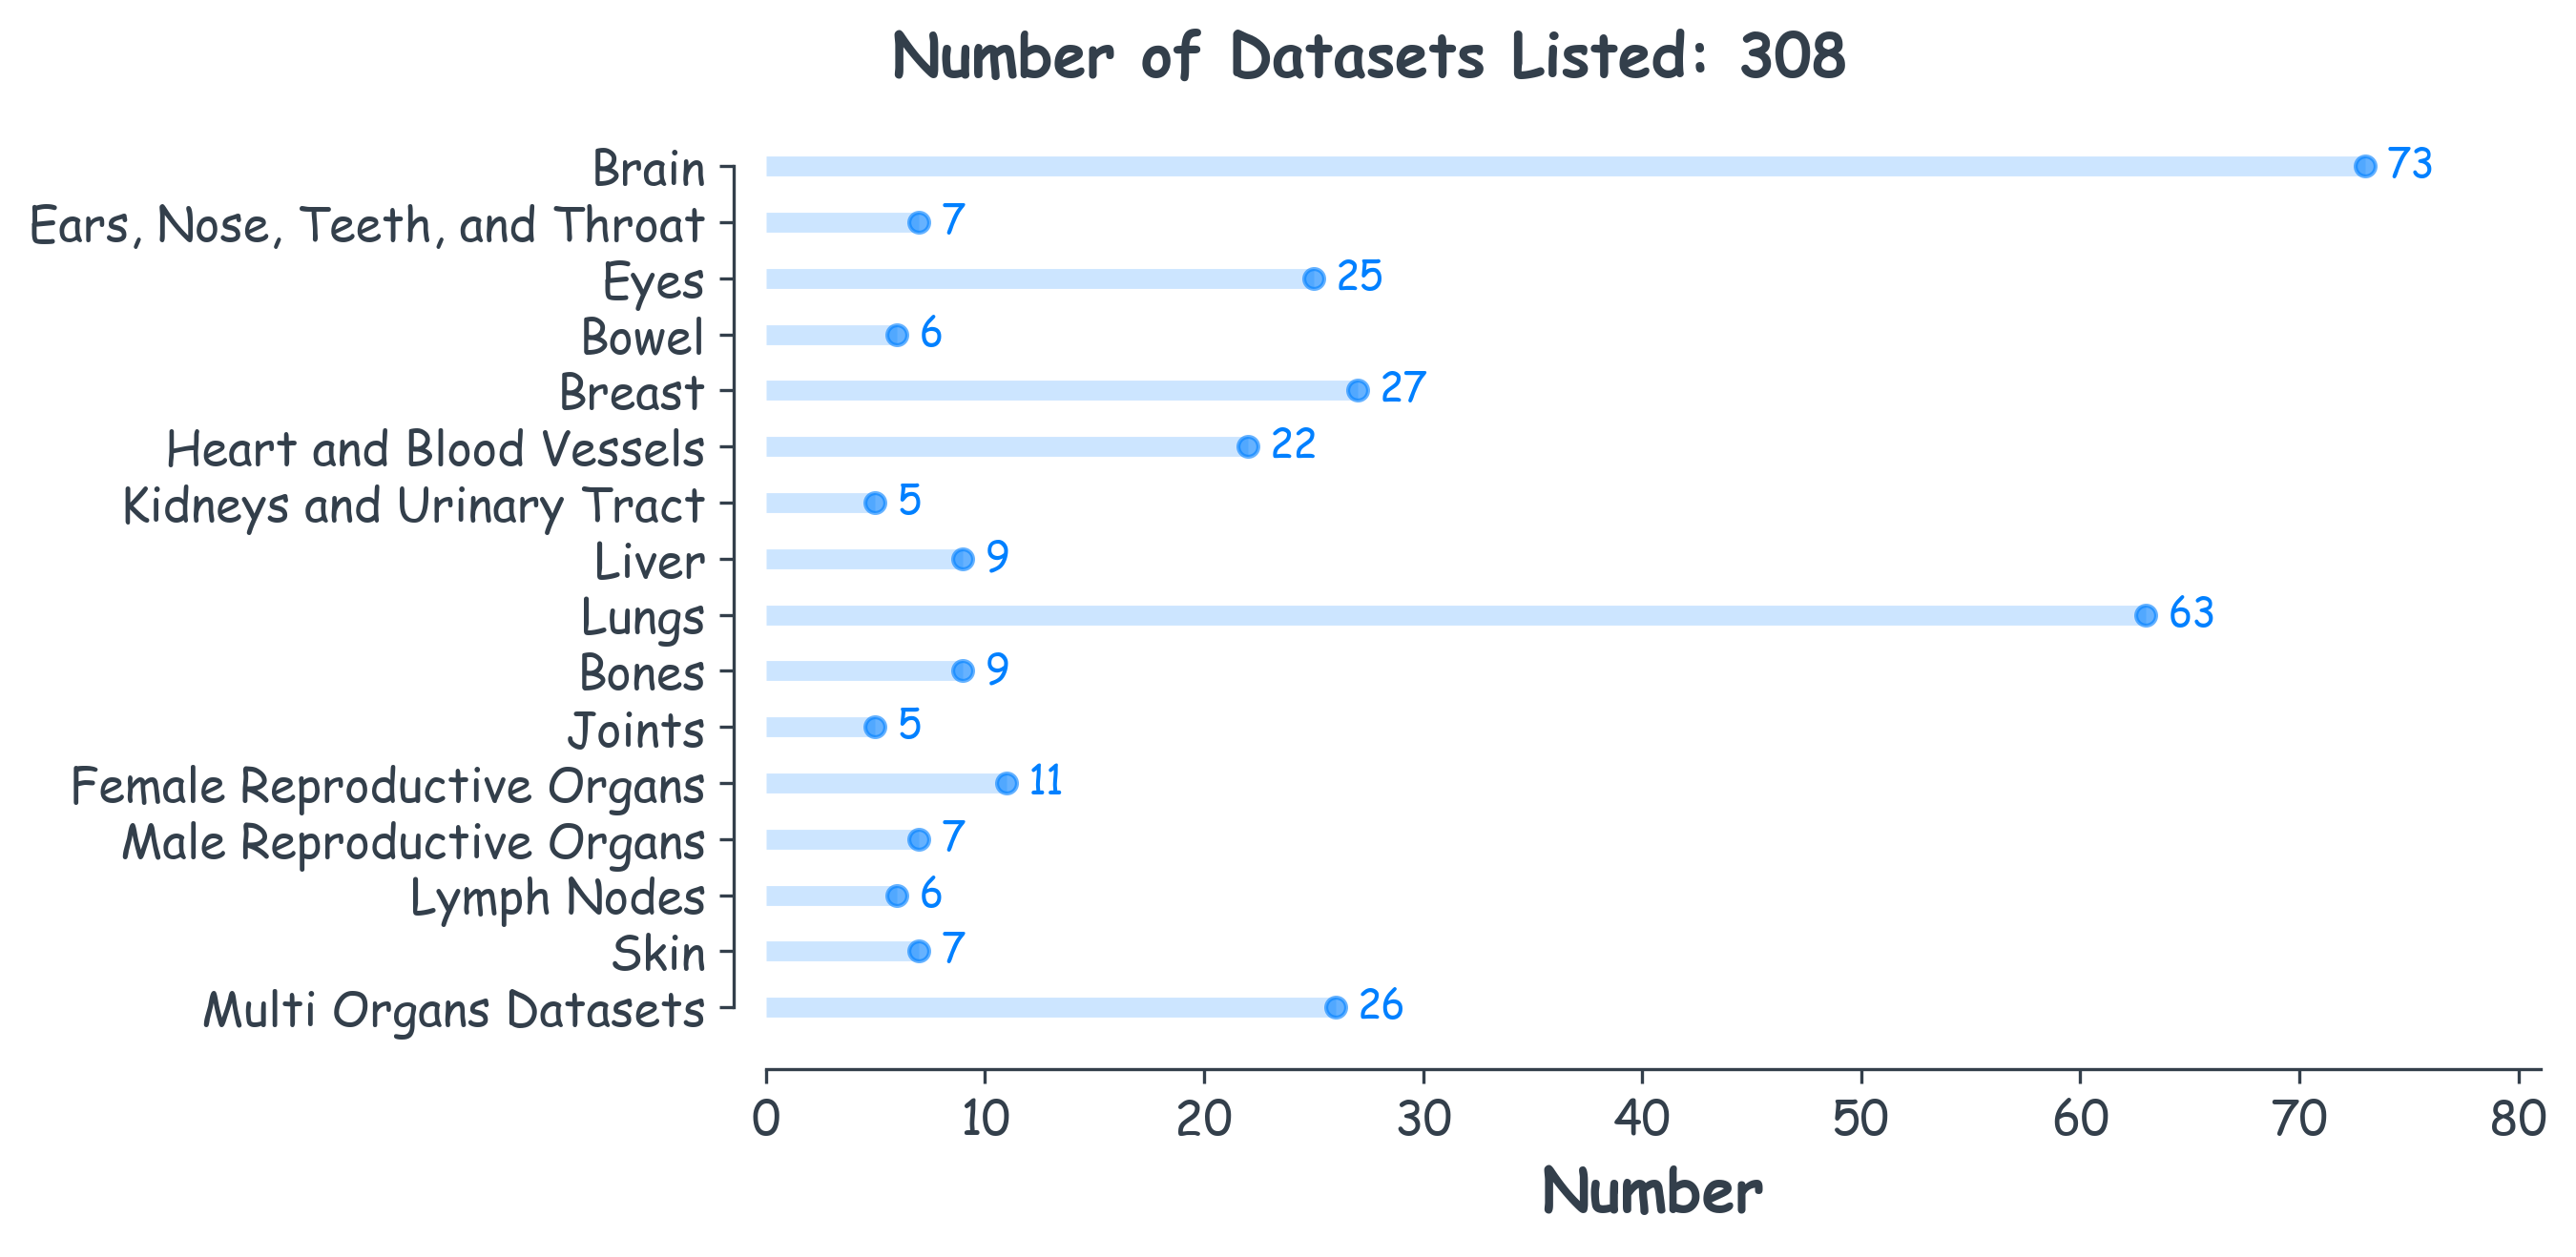 Number of Datasets Listed: 308
Brain 73
Ears, Nose, Teeth, and Throat 7
Eyes 25
Bowel 6
Breast 27
Heart and Blood Vessels 22
Kidneys and Urinary Tract 5
Liver 9
Lungs 63
Bones 9
Joints 5
Female Reproductive Organs 11
Male Reproductive Organs 7
Lymph Nodes 6
Skin 7
Multi Organs Datasets 26
0 10 20 30 40 50 60 70 80
Number